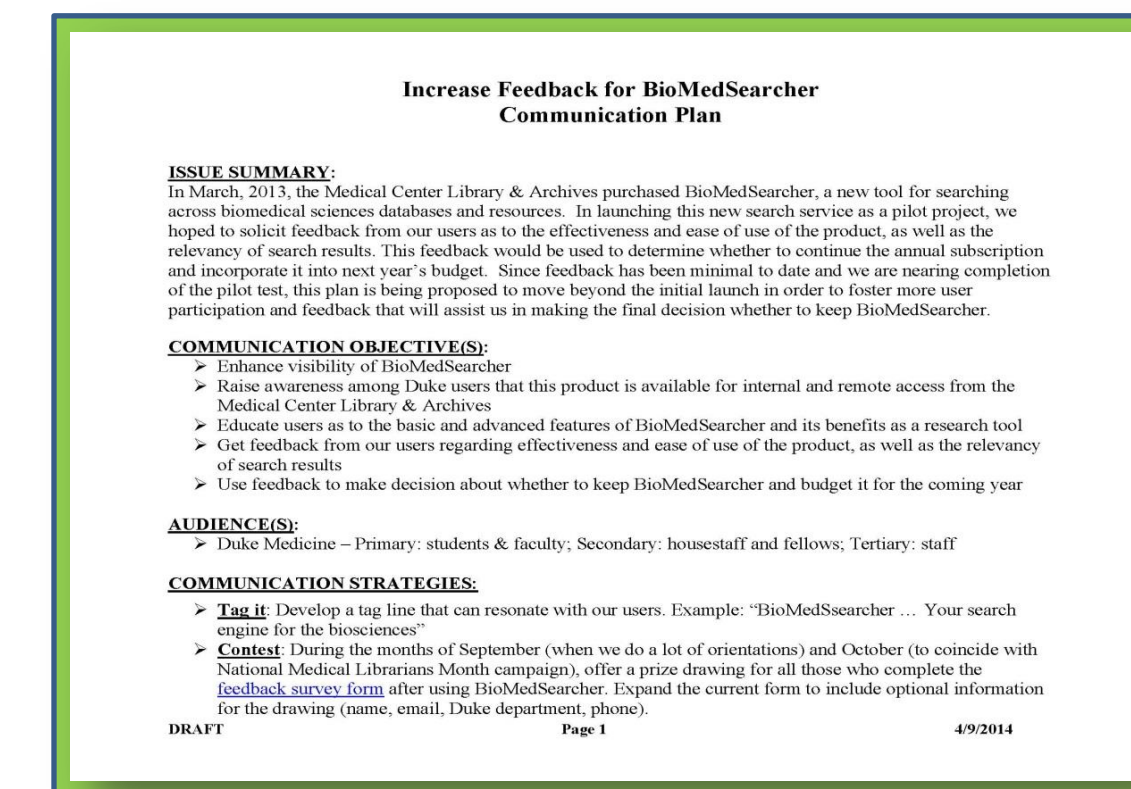 Increase Feedback for BioMedSearcher
Communication Plan
ISSUE SUMMARY:
In March, 2013, the Medical Center Library & Archives purchased BioMedSearcher, a new tool for searching
across biomedical sciences databases and resources.  In launching this new search service as a pilot project, we
hoped to solicit feedback from our users as to the effectiveness and ease of use of the product, as well as the
relevancy of search results. This feedback would be used to determine whether to continue the annual subscription
and incorporate it into next year's budget.  Since feedback has been minimal to date and we are nearing completion
of the pilot test, this plan is being proposed to move beyond the initial launch in order to foster more user
participation and feedback that will assist us in making the final decision whether to keep BioMedSearcher.
COMMUNICATION OBJECTIVE(S):
➢ Enhance visibility of BioMedSearcher
➢ Raise awareness among Duke users that this product is available for internal and remote access from the
Medical Center Library & Archives
➢ Educate users as to the basic and advanced features of BioMedSearcher and its benefits as a research tool
➢ Get feedback from our users regarding effectiveness and ease of use of the product, as well as the relevancy
of search results
➢ Use feedback to make decision about whether to keep BioMedSearcher and budget it for the coming year
AUDIENCE(S):
➢ Duke Medicine – Primary: students & faculty; Secondary: housestaff and fellows; Tertiary: staff
COMMUNICATION STRATEGIES:
➢ Tag it: Develop a tag line that can resonate with our users. Example: “BioMedSsearcher … Your search
engine for the biosciences”
➢ Contest: During the months of September (when we do a lot of orientations) and October (to coincide with
National Medical Librarians Month campaign), offer a prize drawing for all those who complete the
feedback survey form after using BioMedSearcher. Expand the current form to include optional information
for the drawing (name, email, Duke department, phone).
DRAFT Page 1 4/9/2014